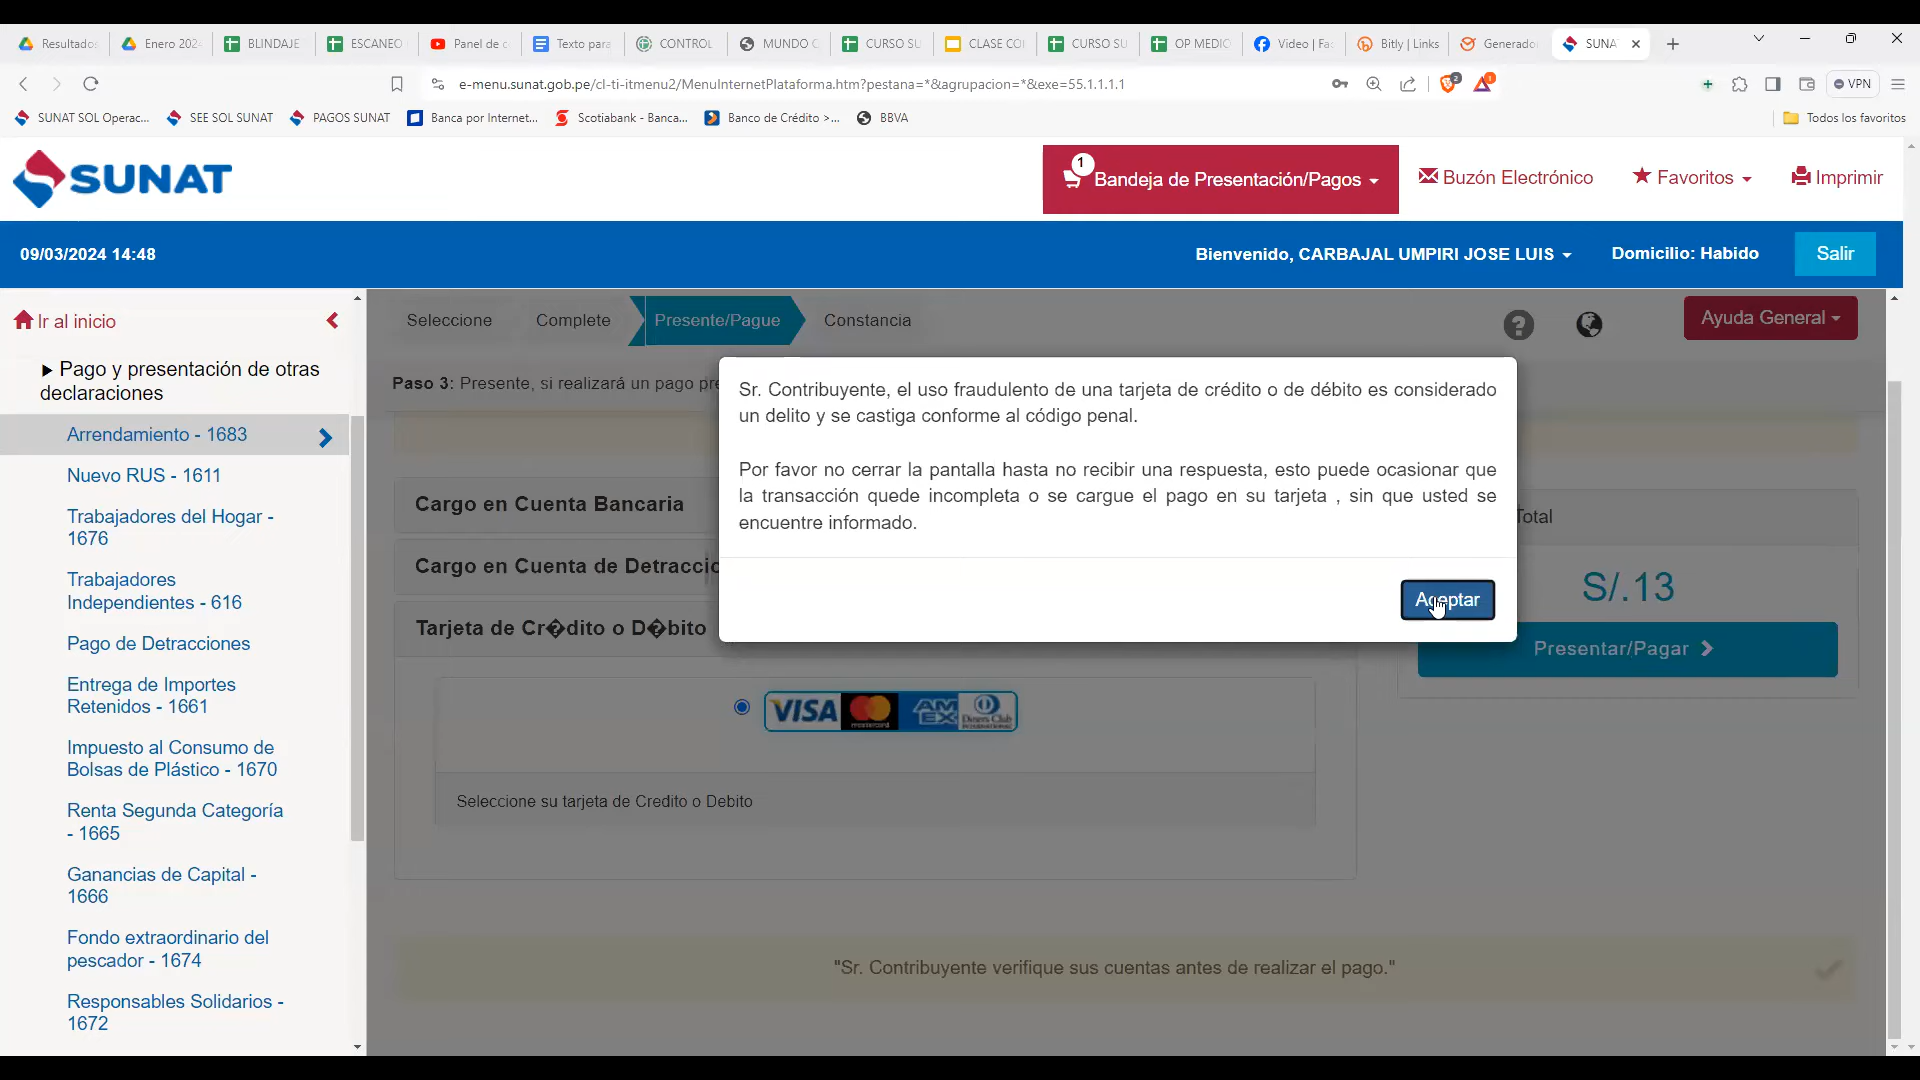 Resultados
Enero 202
BLINDAJE
ESCANEO
Panel de c
Texto para
CONTROL
MUNDO C
CURSO SU
CLASE CO
CURSO SU
OP MEDIC
Video | Fa
Bitly | Links
Generado
SUNA
e-menu.sunat.gob.pe/cl-ti-itmenu2/MenuInternetPlataforma.htm?pestana=*&agrupacion=*&exe=55.1.1.1.1
2
1
VPN
SUNAT SOL Operac...
SEE SOL SUNAT
PAGOS SUNAT
Banca por Internet...
Scotiabank - Banca...
Banco de Crédito >...
BBVA
Todos los favoritos
SUNAT
1
Bandeja de Presentación/Pagos
Buzón Electrónico
Favoritos
Imprimir
09/03/2024 14:48
Bienvenido, CARBAJAL UMPIRI JOSE LUIS
Domicilio: Habido
Salir
Ir al inicio
Pago y presentación de otras
declaraciones
Arrendamiento - 1683
Nuevo RUS - 1611
Trabajadores del Hogar -
1676
Trabajadores
Independientes - 616
Pago de Detracciones
Entrega de Importes
Retenidos - 1661
Impuesto al Consumo de
Bolsas de Plástico - 1670
Renta Segunda Categoría
- 1665
Ganancias de Capital -
1666
Fondo extraordinario del
pescador - 1674
Responsables Solidarios -
1672
Seleccione
Complete
Presente/Pague
Constancia
Ayuda General
Paso 3: Presente, si realizará un pago pre
Sr. Contribuyente, el uso fraudulento de una tarjeta de crédito o de débito es considerado
un delito y se castiga conforme al código penal.
Por favor no cerrar la pantalla hasta no recibir una respuesta, esto puede ocasionar que
la transacción quede incompleta o se cargue el pago en su tarjeta , sin que usted se
encuentre informado.
Aceptar
Cargo en Cuenta Bancaria
Cargo en Cuenta de Detraccio
Tarjeta de Cr�dito o D�bito
VISA
mastercard
AM
EX
Diners Club
INTERNATIONAL
Seleccione su tarjeta de Credito o Debito
Total
S/.13
Presentar/Pagar
"Sr. Contribuyente verifique sus cuentas antes de realizar el pago."